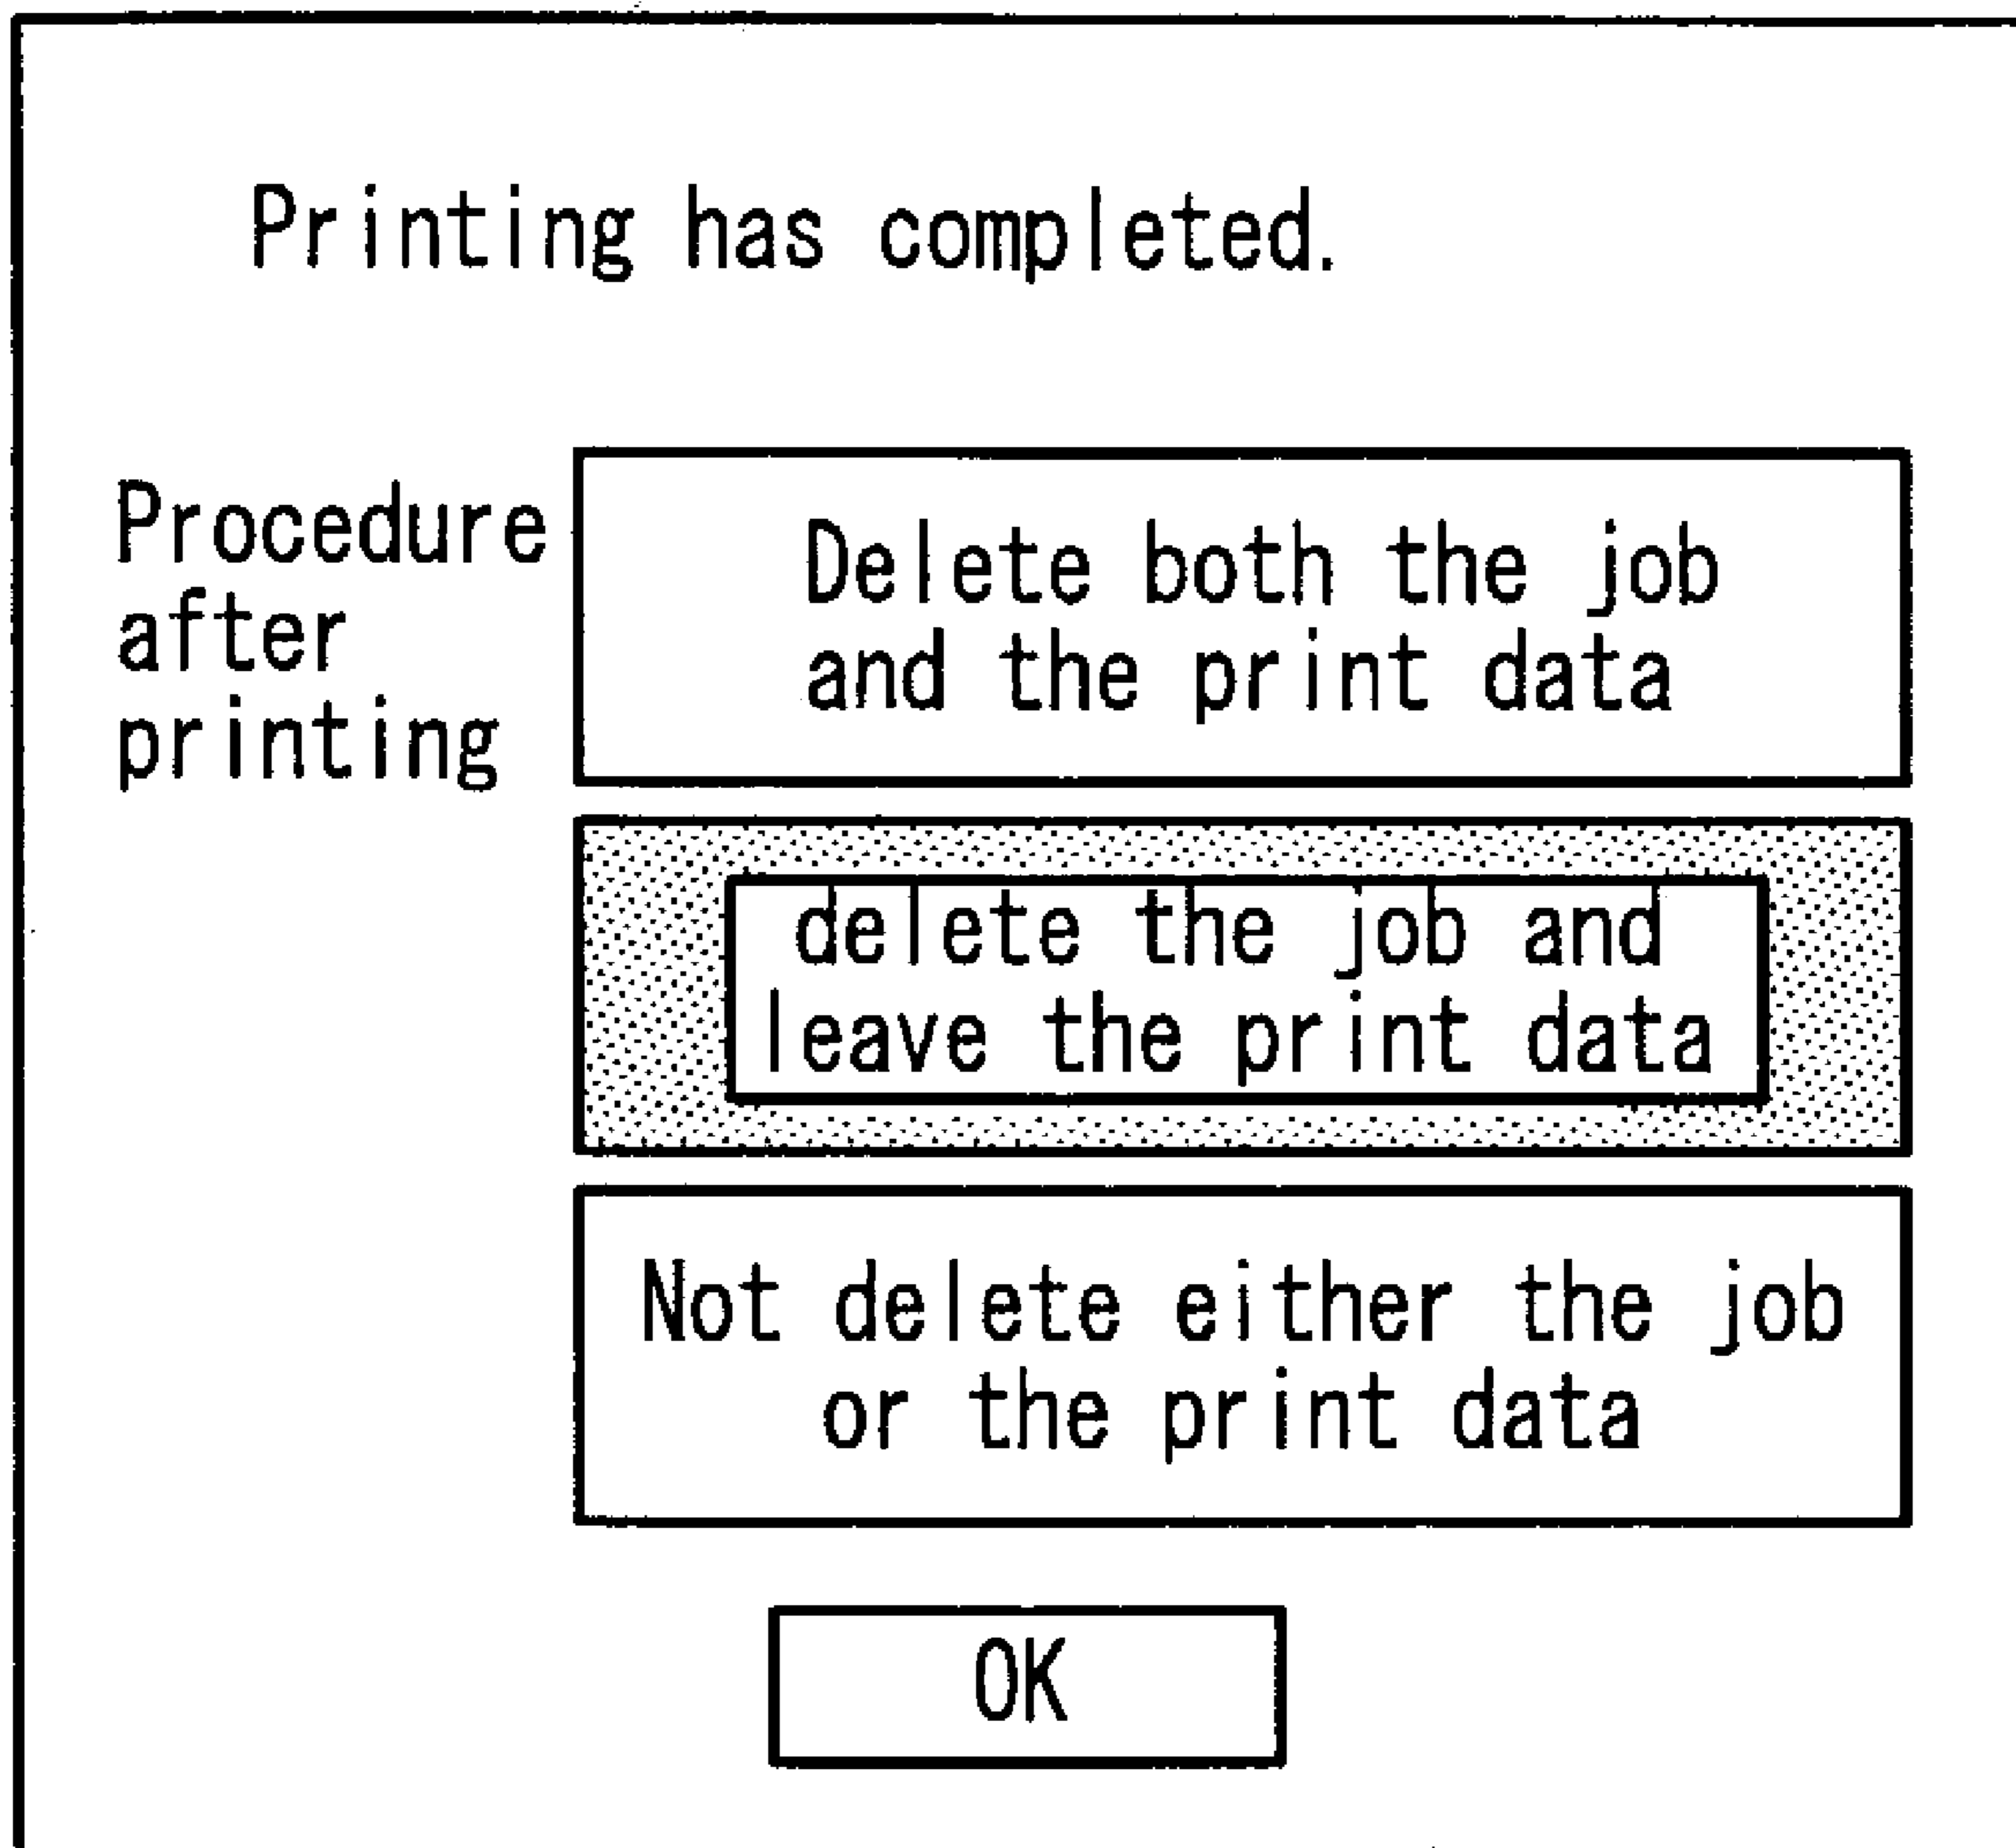 Printing has completed.
Procedure
after
printing
Delete both the job
and the print data
delete the job and
leave the print data
Not delete either the job
or the print data
OK